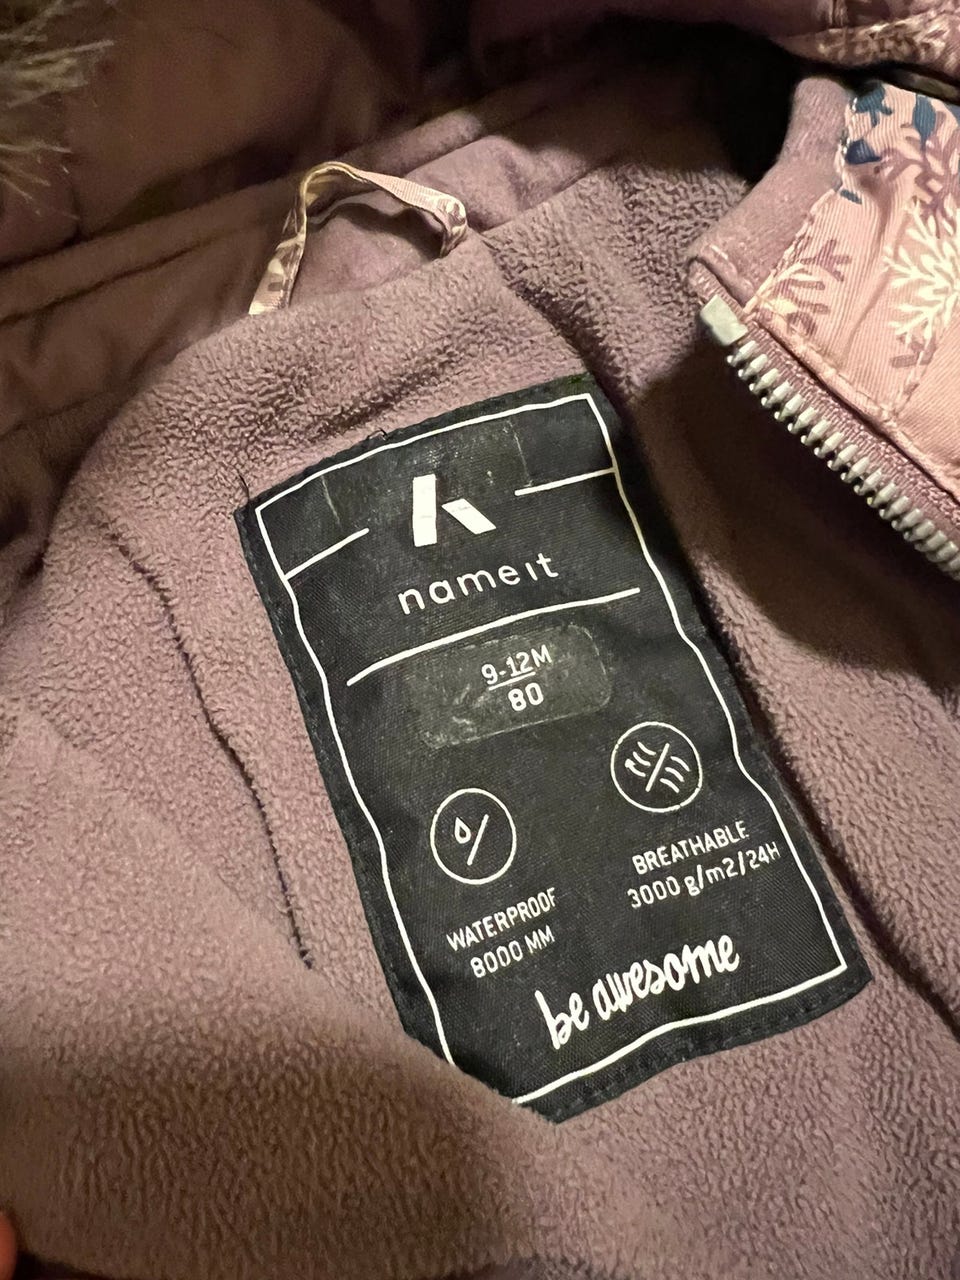 name it
9-12M
80
WATERPROOF
8000 MM
BREATHABLE
3000 g/m2/24H
be awesome